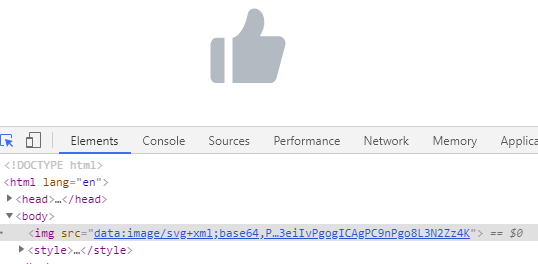 Elements Console Sources Performance Network Memory Applica
<!DOCTYPE html>
<html lang="en">
<head>…</head>
<body>
<img src="data:image/svg+xml;base64,P…3eiIvPgogICAgPC9nPgo8L3N2Zz4K"> == $0
<style>…</style>